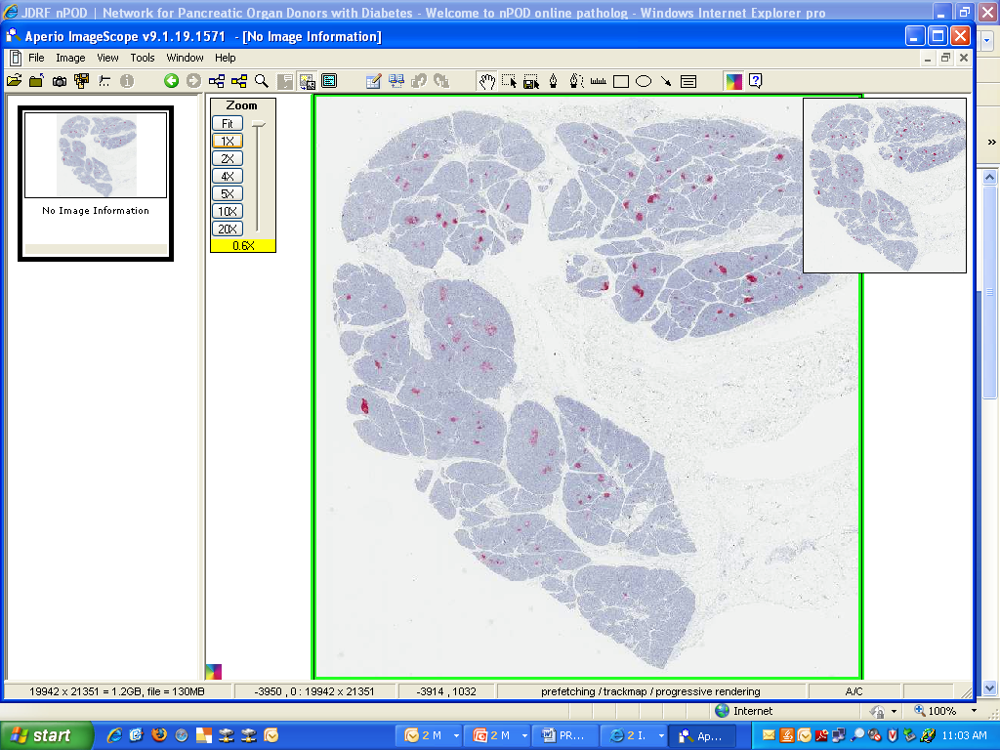 JDRF nPOD | Network for Pancreatic Organ Donors with Diabetes - Welcome to nPOD online patholog - Windows Internet Explorer pro
Aperio ImageScope v9.1.19.1571 - [No Image Information]
File Image View Tools Window Help
Zoom
Fit
1X
2X
4X
5X
10X
20X
0.6X
No Image Information
»
19942 x 21351 = 1.2GB, file = 130MB
-3950 , 0 : 19942 x 21351
-3914 ,1032
prefetching / trackmap / progressive rendering
A/C
Internet
100%
start
2 M
2 M
PR...
2 I.
Ap...
11:03 AM